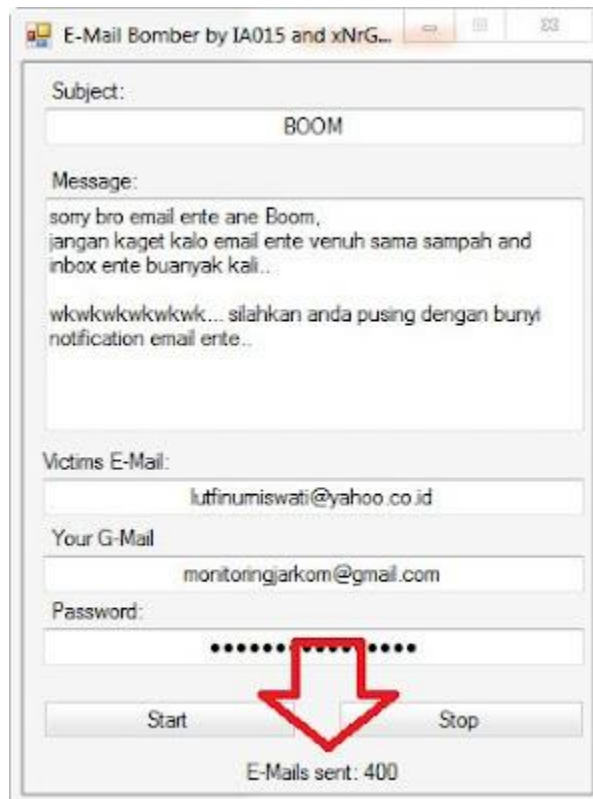 E-Mail Bomber by IA015 and xNrG...
Subject:
BOOM
Message:
sorry bro email ente ane Boom,
jangan kaget kalo email ente venuh sama sampah and
inbox ente buanyak kali..
wkwkwkwkwkwk... silahkan anda pusing dengan bunyi
notification email ente..
Victims E-Mail:
lutfinurniswati@yahoo.co.id
Your G-Mail
monitoringjarkom@gmail.com
Password:
Start
Stop
E-Mails sent: 400